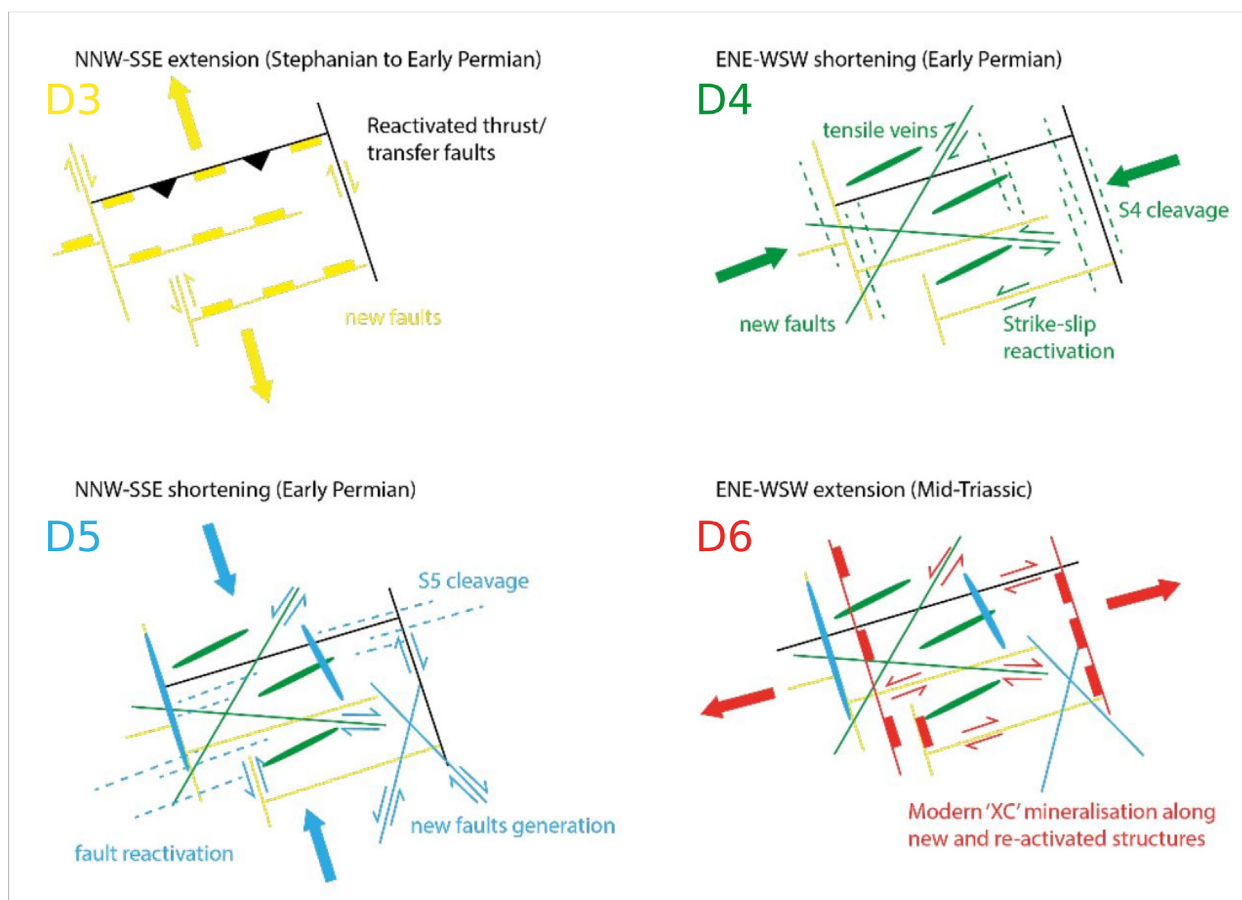 NNW-SSE extension (Stephanian to Early Permian)
D3
Reactivated thrust/
transfer faults
new faults
ENE-WSW shortening (Early Permian)
D4
tensile veins
S4 cleavage
new faults
Strike-slip
reactivation
NNW-SSE shortening (Early Permian)
D5
S5 cleavage
new faults generation
fault reactivation
ENE-WSW extension (Mid-Triassic)
D6
Modern 'XC' mineralisation along
new and re-activated structures